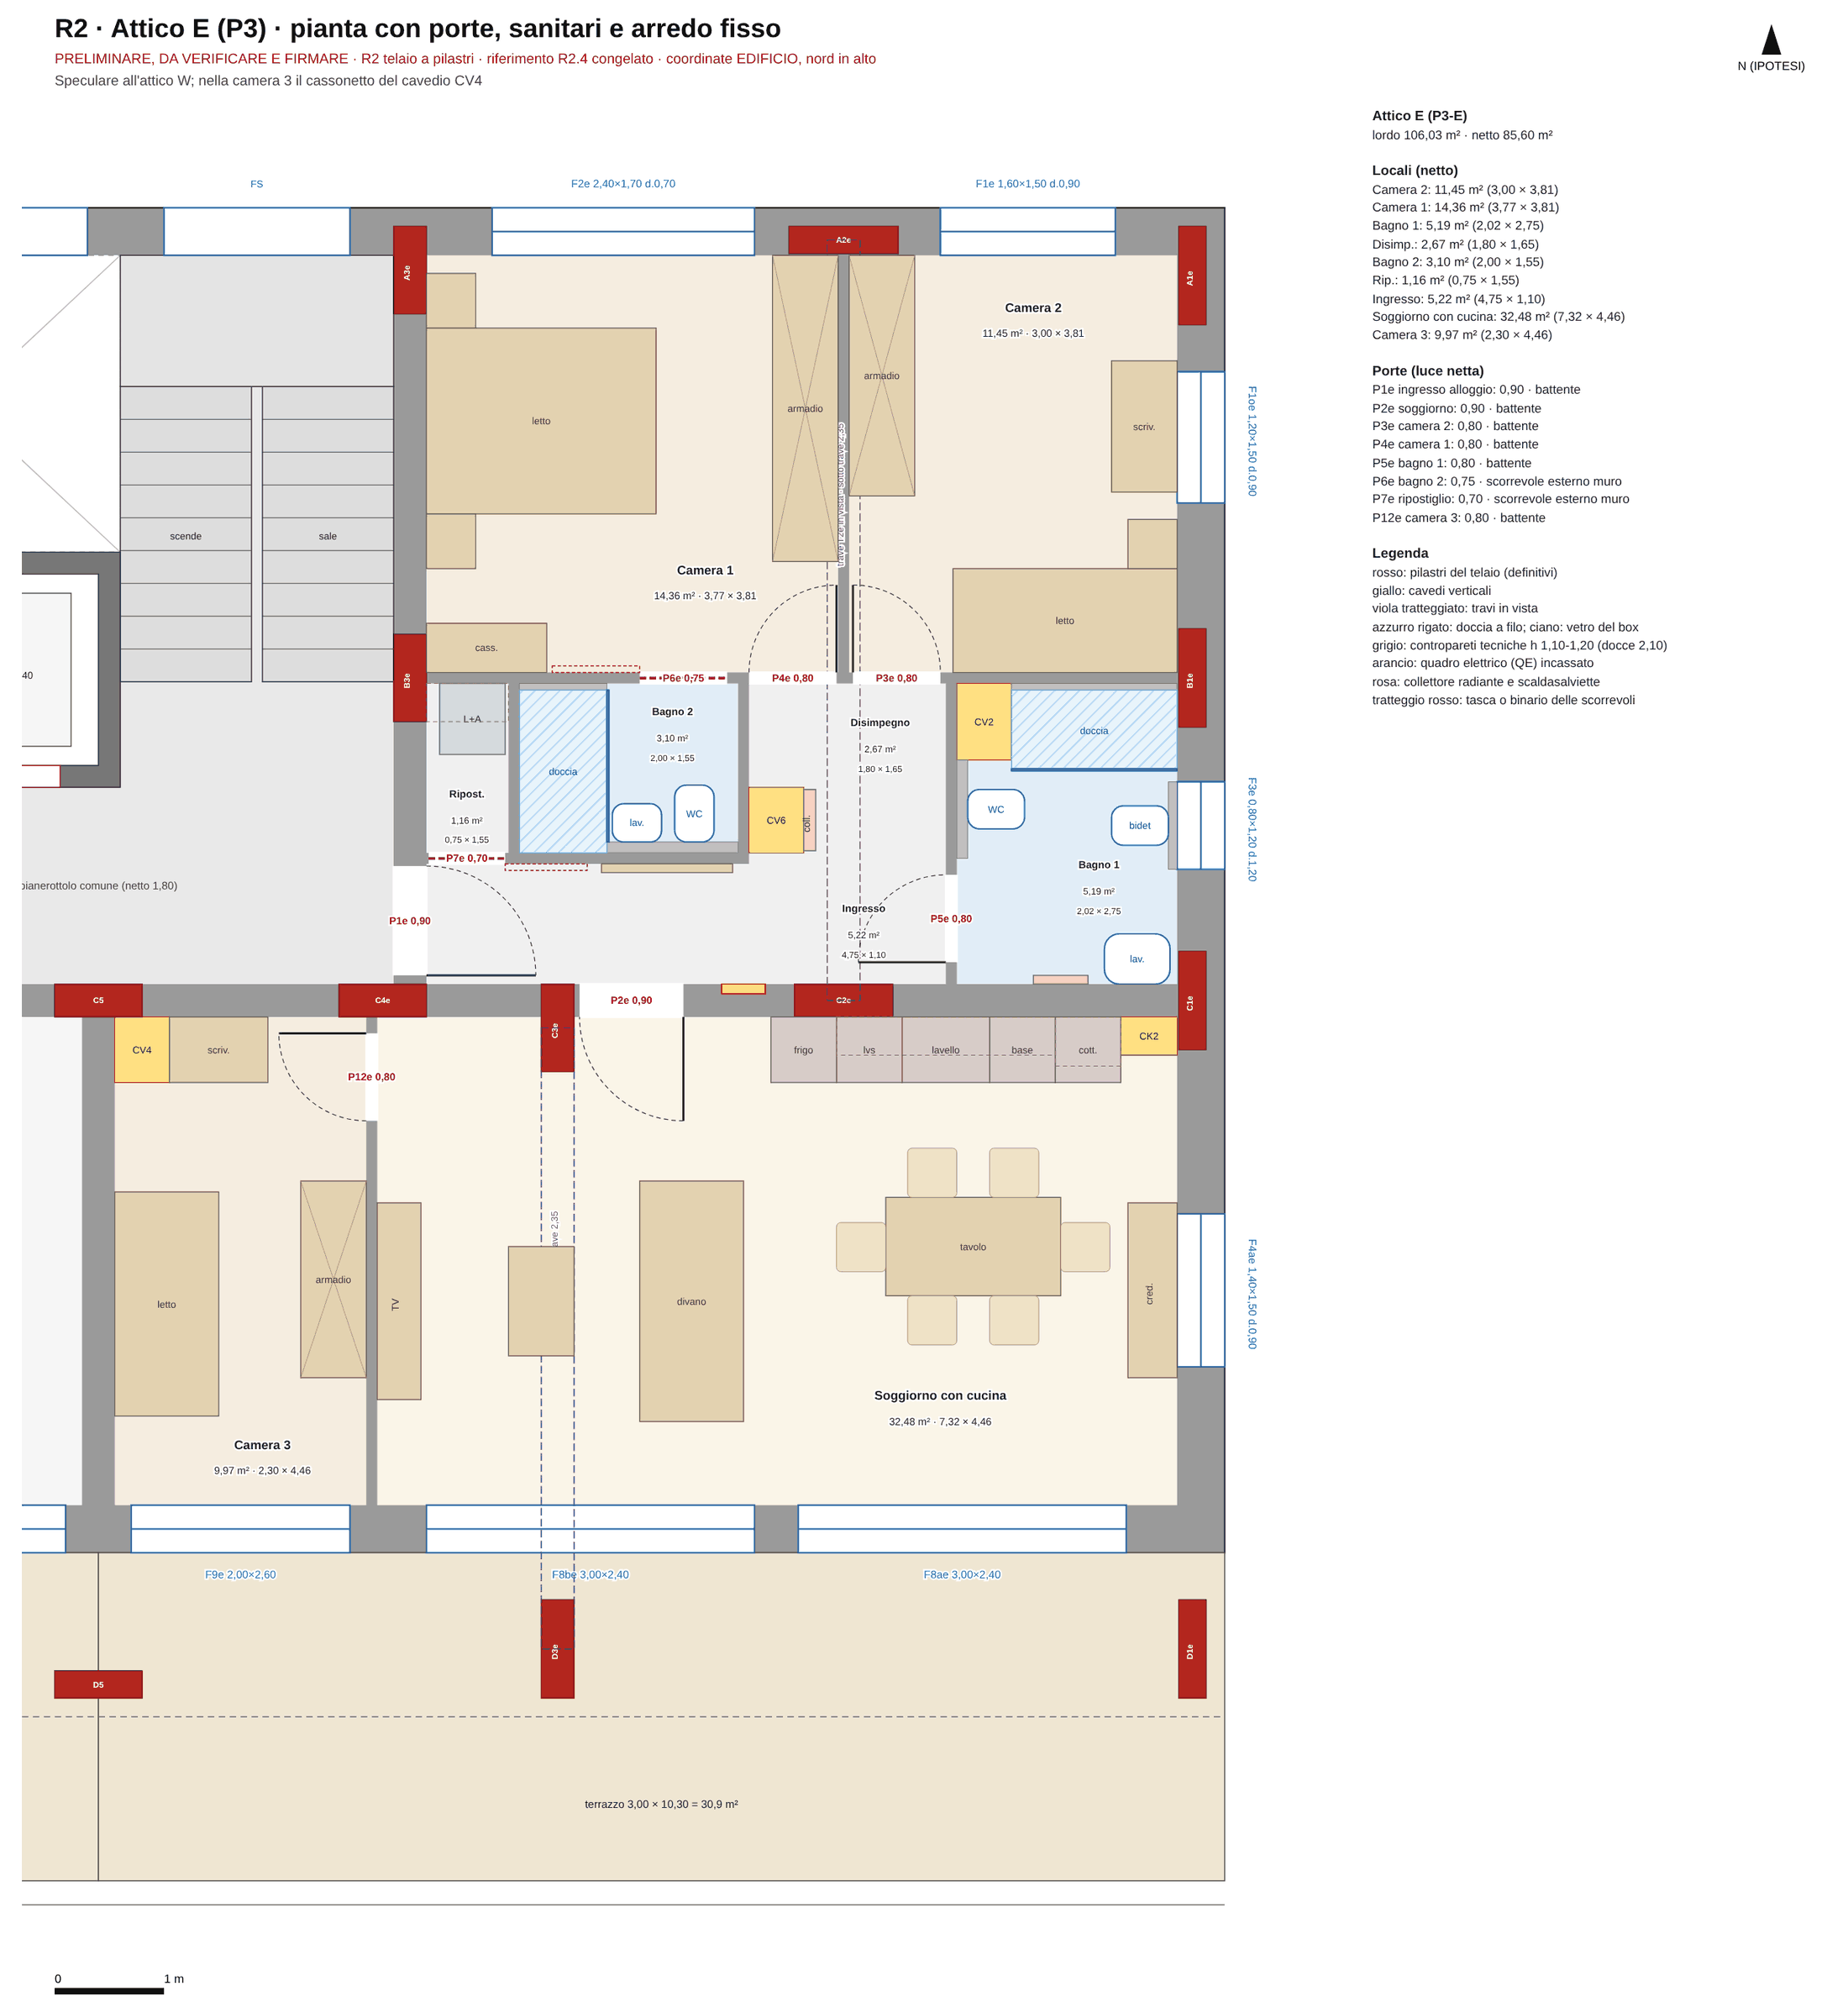 R2 · Attico E (P3) · pianta con porte, sanitari e arredo fisso
PRELIMINARE, DA VERIFICARE E FIRMARE · R2 telaio a pilastri · riferimento R2.4 congelato · coordinate EDIFICIO, nord in alto
Speculare all'attico W; nella camera 3 il cassonetto del cavedio CV4
N (IPOTESI)
Attico E (P3-E)
lordo 106,03 m² · netto 85,60 m²
Locali (netto)
Camera 2: 11,45 m² (3,00 × 3,81)
Camera 1: 14,36 m² (3,77 × 3,81)
Bagno 1: 5,19 m² (2,02 × 2,75)
Disimp.: 2,67 m² (1,80 × 1,65)
Bagno 2: 3,10 m² (2,00 × 1,55)
Rip.: 1,16 m² (0,75 × 1,55)
Ingresso: 5,22 m² (4,75 × 1,10)
Soggiorno con cucina: 32,48 m² (7,32 × 4,46)
Camera 3: 9,97 m² (2,30 × 4,46)
Porte (luce netta)
P1e ingresso alloggio: 0,90 · battente
P2e soggiorno: 0,90 · battente
P3e camera 2: 0,80 · battente
P4e camera 1: 0,80 · battente
P5e bagno 1: 0,80 · battente
P6e bagno 2: 0,75 · scorrevole esterno muro
P7e ripostiglio: 0,70 · scorrevole esterno muro
P12e camera 3: 0,80 · battente
Legenda
rosso: pilastri del telaio (definitivi)
giallo: cavedi verticali
viola tratteggiato: travi in vista
azzurro rigato: doccia a filo; ciano: vetro del box
grigio: contropareti tecniche h 1,10-1,20 (docce 2,10)
arancio: quadro elettrico (QE) incassato
rosa: collettore radiante e scaldasalviette
tratteggio rosso: tasca o binario delle scorrevoli
FS
F2e 2,40×1,70 d.0,70
F1e 1,60×1,50 d.0,90
A3e
A2e
A1e
Camera 2
11,45 m² · 3,00 × 3,81
armadio
armadio
letto
scriv.
F1oe 1,20×1,50 d.0,90
scende
sale
Camera 1
14,36 m² · 3,77 × 3,81
letto
cass.
40
B3e
B1e
P6e 0,75
P4e 0,80
P3e 0,80
L+A
Bagno 2
3,10 m²
2,00 × 1,55
Disimpegno
2,67 m²
1,80 × 1,65
CV2
doccia
doccia
Ripost.
1,16 m²
0,75 × 1,55
lav.
WC
CV6
coll.
WC
bidet
F3e 0,80×1,20 d.1,20
P7e 0,70
Bagno 1
5,19 m²
2,02 × 2,75
pianerottolo comune (netto 1,80)
P1e 0,90
Ingresso
5,22 m²
4,75 × 1,10
P5e 0,80
lav.
C5
C4e
C3e
P2e 0,90
C2e
C1e
CV4
scriv.
P12e 0,80
frigo
lvs
lavello
base
cott.
CK2
ave 2,35
letto
armadio
TV
divano
tavolo
cred.
F4ae 1,40×1,50 d.0,90
Soggiorno con cucina
32,48 m² · 7,32 × 4,46
Camera 3
9,97 m² · 2,30 × 4,46
F9e 2,00×2,60
F8be 3,00×2,40
F8ae 3,00×2,40
D5
D3e
D1e
terrazzo 3,00 × 10,30 = 30,9 m²
0
1 m